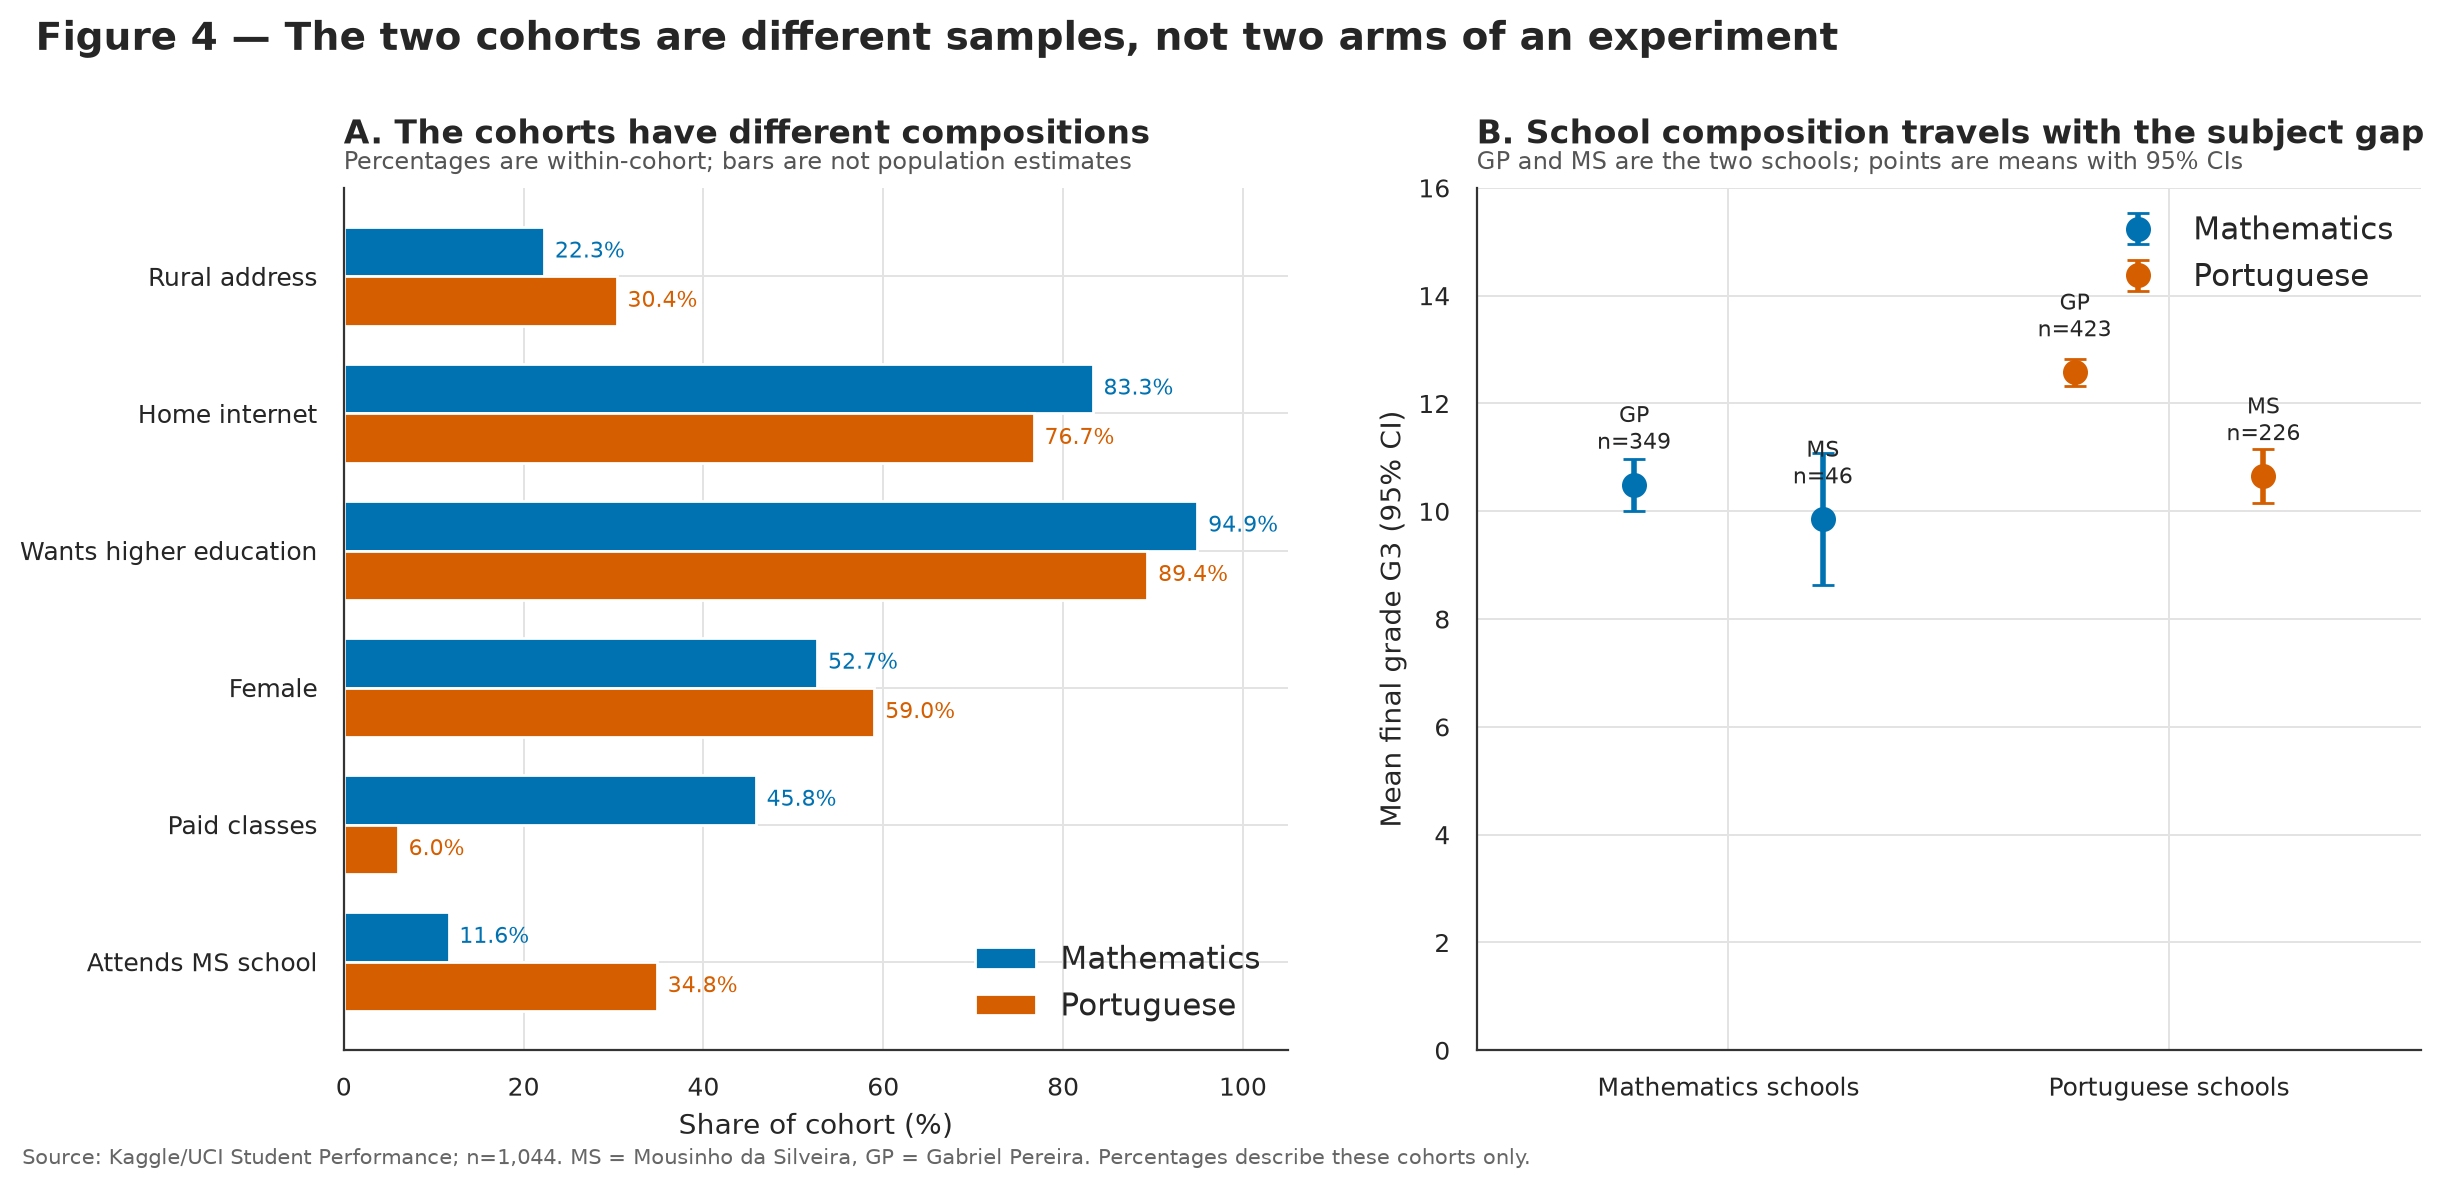 Figure 4 — The two cohorts are different samples, not two arms of an experiment
A. The cohorts have different compositions
Percentages are within-cohort; bars are not population estimates
Rural address
22.3%
30.4%
Home internet
83.3%
76.7%
Wants higher education
94.9%
89.4%
Female
52.7%
59.0%
Paid classes
45.8%
6.0%
Attends MS school
11.6%
34.8%
Mathematics
Portuguese
0 20 40 60 80 100
Share of cohort (%)
B. School composition travels with the subject gap
GP and MS are the two schools; points are means with 95% CIs
Mean final grade G3 (95% CI)
16
14
12
10
8
6
4
2
0
Mathematics
Portuguese
GP
n=349
MS
n=46
GP
n=423
MS
n=226
Mathematics schools
Portuguese schools
Source: Kaggle/UCI Student Performance; n=1,044. MS = Mousinho da Silveira, GP = Gabriel Pereira. Percentages describe these cohorts only.